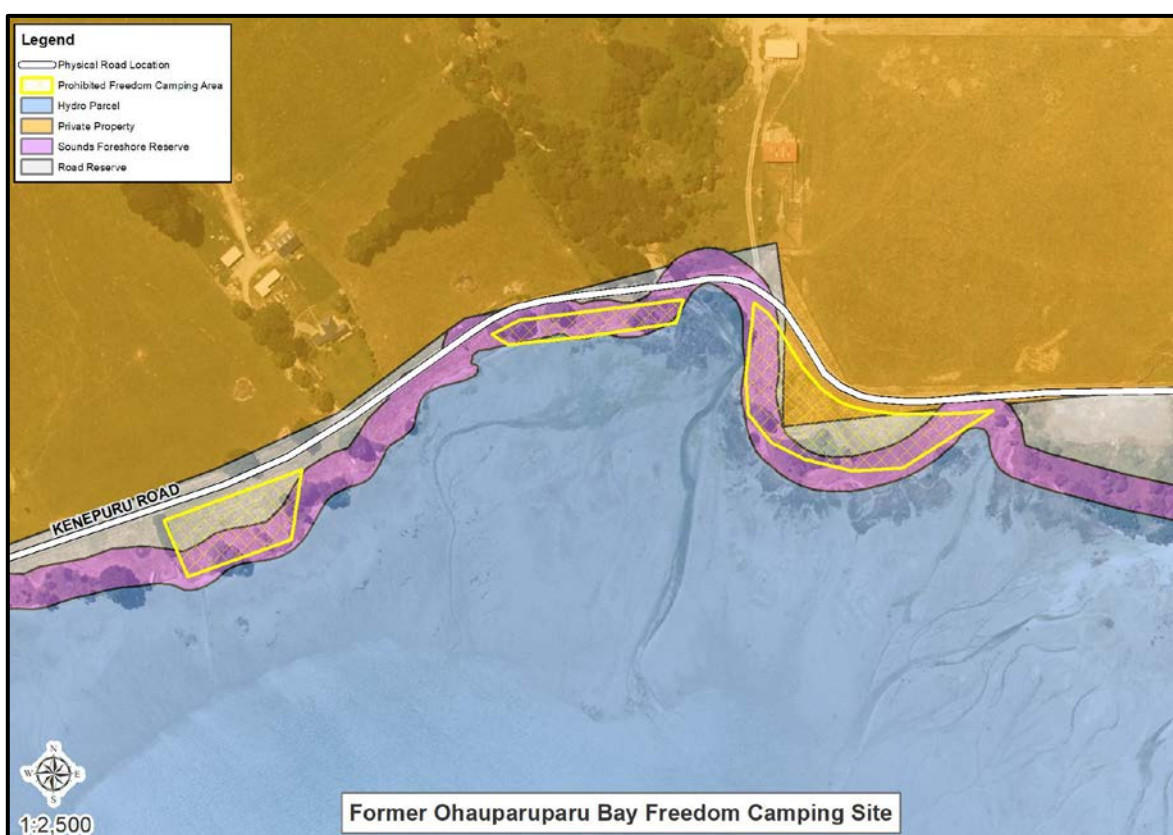 Legend
Physical Road Location
Prohibited Freedom Camping Area
Hydro Parcel
Private Property
Sounds Foreshore Reserve
Road Reserve
KENEPURU ROAD
N
W E
S
1:2,500
Former Ohauparuparu Bay Freedom Camping Site